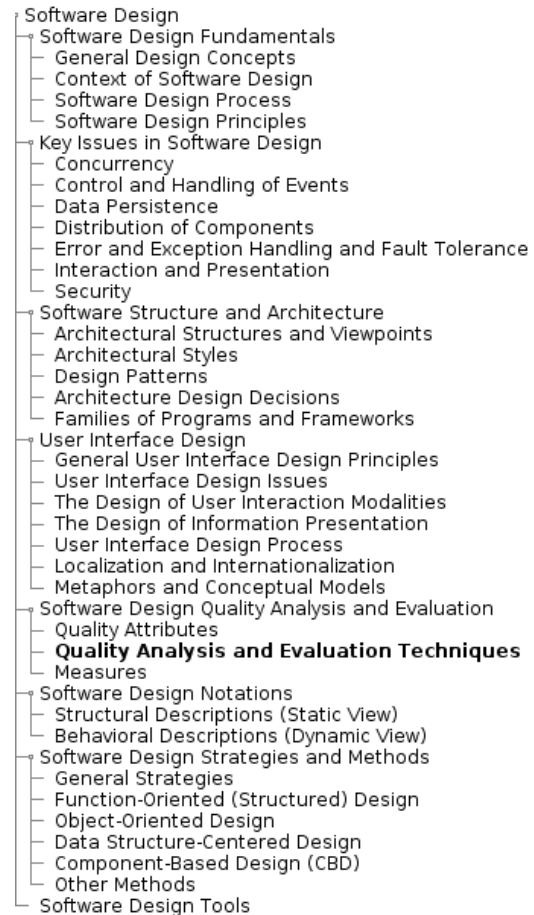 Software Design
Software Design Fundamentals
General Design Concepts
Context of Software Design
Software Design Process
Software Design Principles
Key Issues in Software Design
Concurrency
Control and Handling of Events
Data Persistence
Distribution of Components
Error and Exception Handling and Fault Tolerance
Interaction and Presentation
Security
Software Structure and Architecture
Architectural Structures and Viewpoints
Architectural Styles
Design Patterns
Architecture Design Decisions
Families of Programs and Frameworks
User Interface Design
General User Interface Design Principles
User Interface Design Issues
The Design of User Interaction Modalities
The Design of Information Presentation
User Interface Design Process
Localization and Internationalization
Metaphors and Conceptual Models
Software Design Quality Analysis and Evaluation
Quality Attributes
Quality Analysis and Evaluation Techniques
Measures
Software Design Notations
Structural Descriptions (Static View)
Behavioral Descriptions (Dynamic View)
Software Design Strategies and Methods
General Strategies
Function-Oriented (Structured) Design
Object-Oriented Design
Data Structure-Centered Design
Component-Based Design (CBD)
Other Methods
Software Design Tools